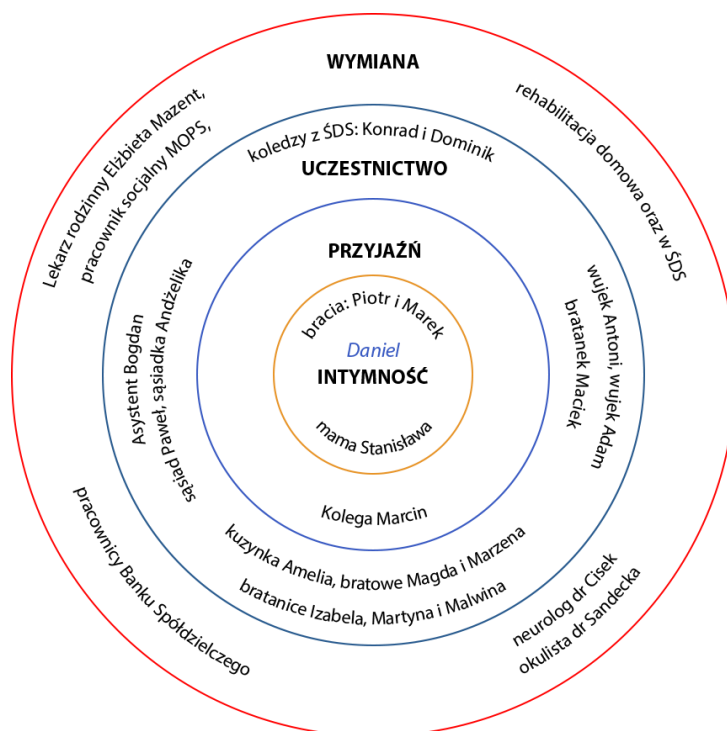 WYMIANA
Lekarz rodzinny Elżbieta Mazent,
pracownik socjalny MOPS,
rehabilitacja domowa oraz w ŚDS
koledzy z ŚDS: Konrad i Dominik
UCZESTNICTWO
PRZYJAŹŃ
bracia: Piotr i Marek
Daniel
INTYMNOŚĆ
mama Stanisława
Asystent Bogdan
sąsiad Paweł, sąsiadka Andżelika
wujek Antoni, wujek Adam
bratanek Maciek
Kolega Marcin
kuzynka Amelia, bratowe Magda i Marzena
bratanice Izabela, Martyna i Malwina
pracownicy Banku Spółdzielczego
neurolog dr Cisek
okulista dr Sandecka